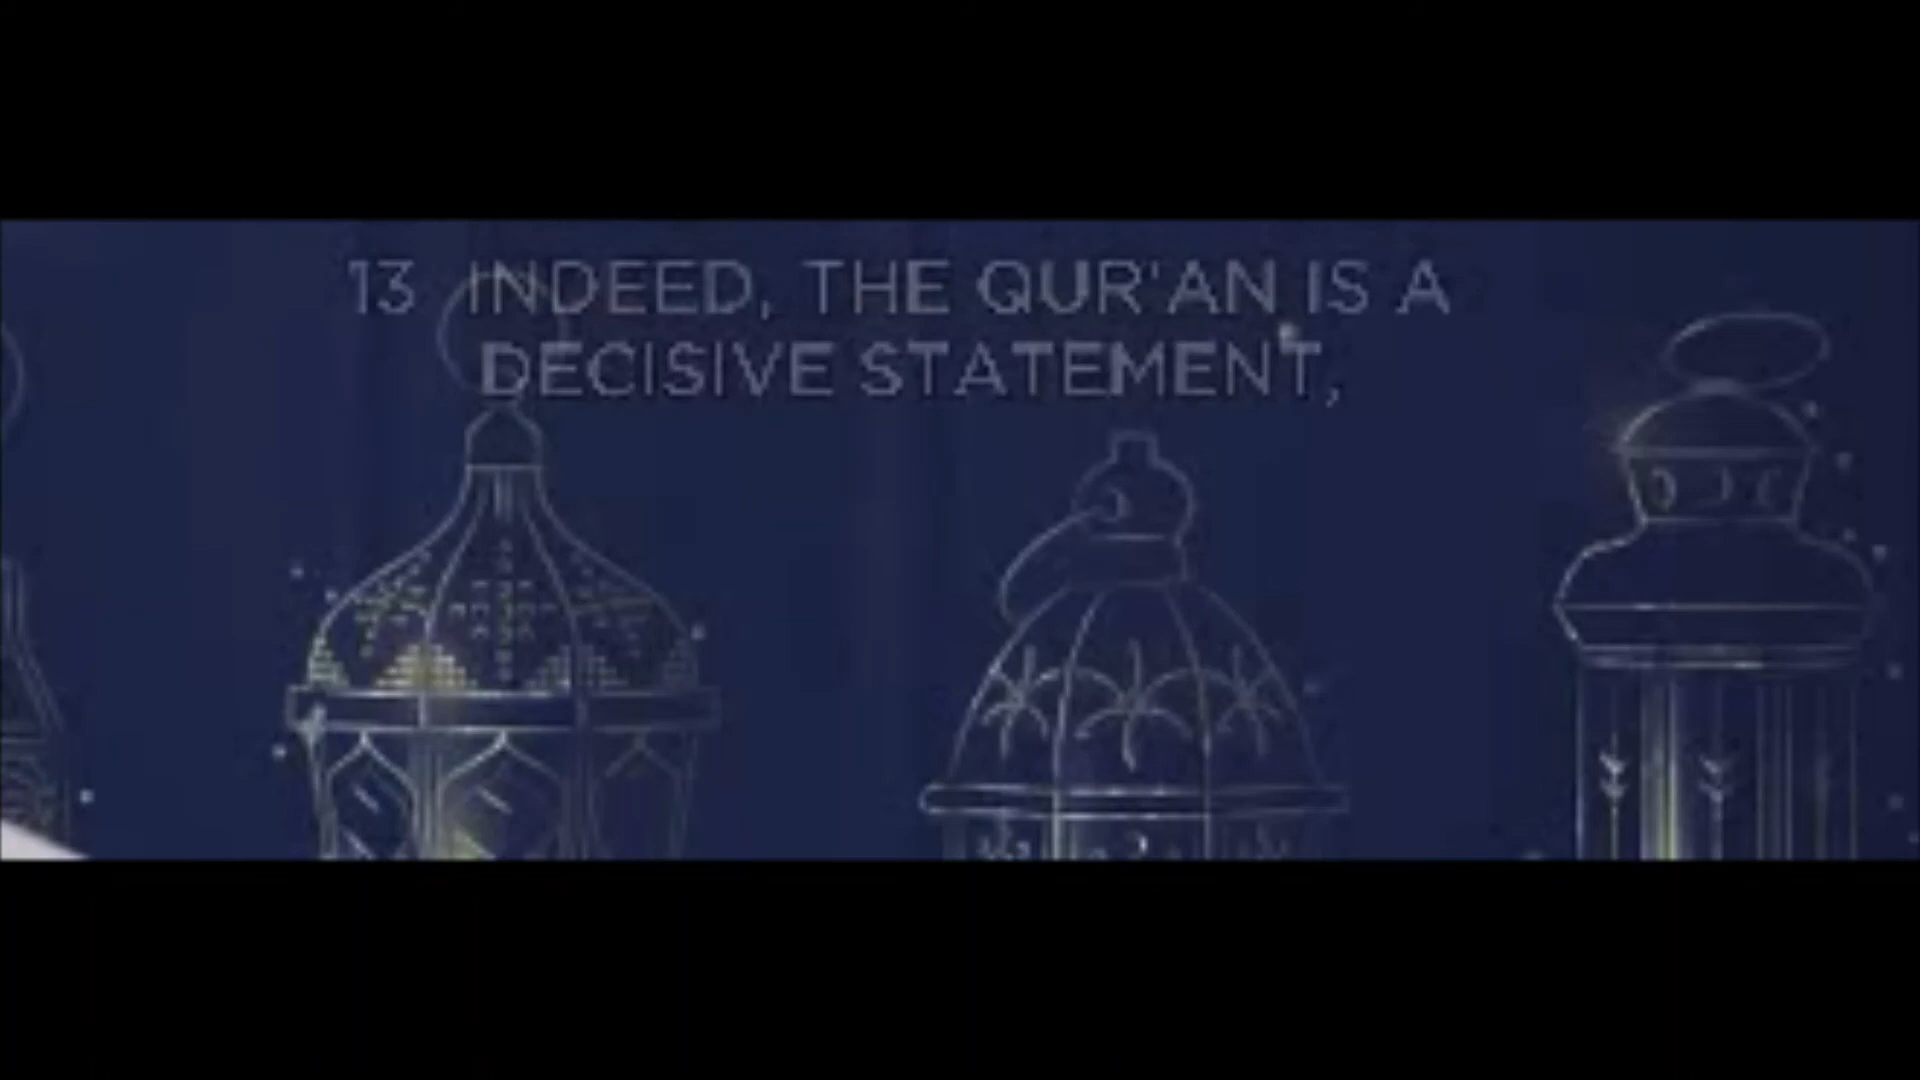 13 INDEED, THE QUR'AN IS A
DECISIVE STATEMENT,